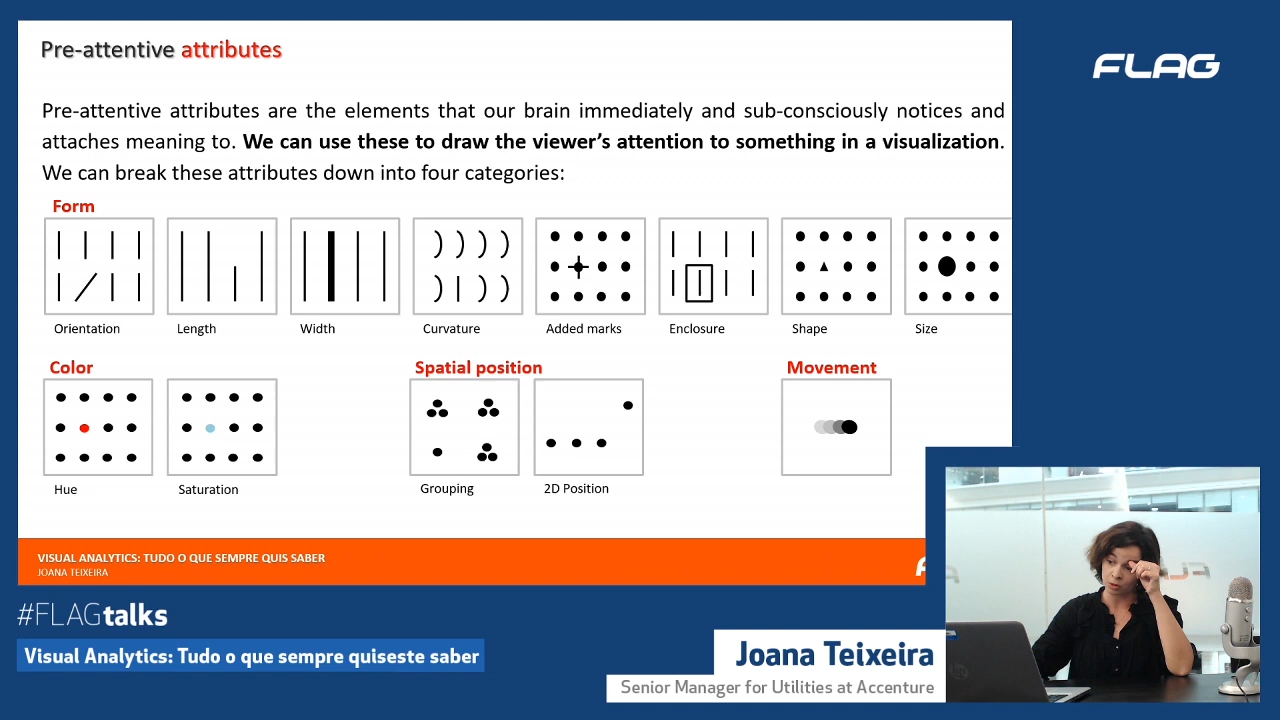 Pre-attentive attributes
FLAG
Pre-attentive attributes are the elements that our brain immediately and sub-consciously notices and
attaches meaning to. We can use these to draw the viewer's attention to something in a visualization.
We can break these attributes down into four categories:
Form
Orientation
Length
Width
Curvature
Added marks
Enclosure
Shape
Size
Color
Spatial position
Movement
Hue
Saturation
Grouping
2D Position
VISUAL ANALYTICS: TUDO O QUE SEMPRE QUIS SABER
JOANA TEIXEIRA
#FLAGtalks
Visual Analytics: Tudo o que sempre quiseste saber
Joana Teixeira
Senior Manager for Utilities at Accenture